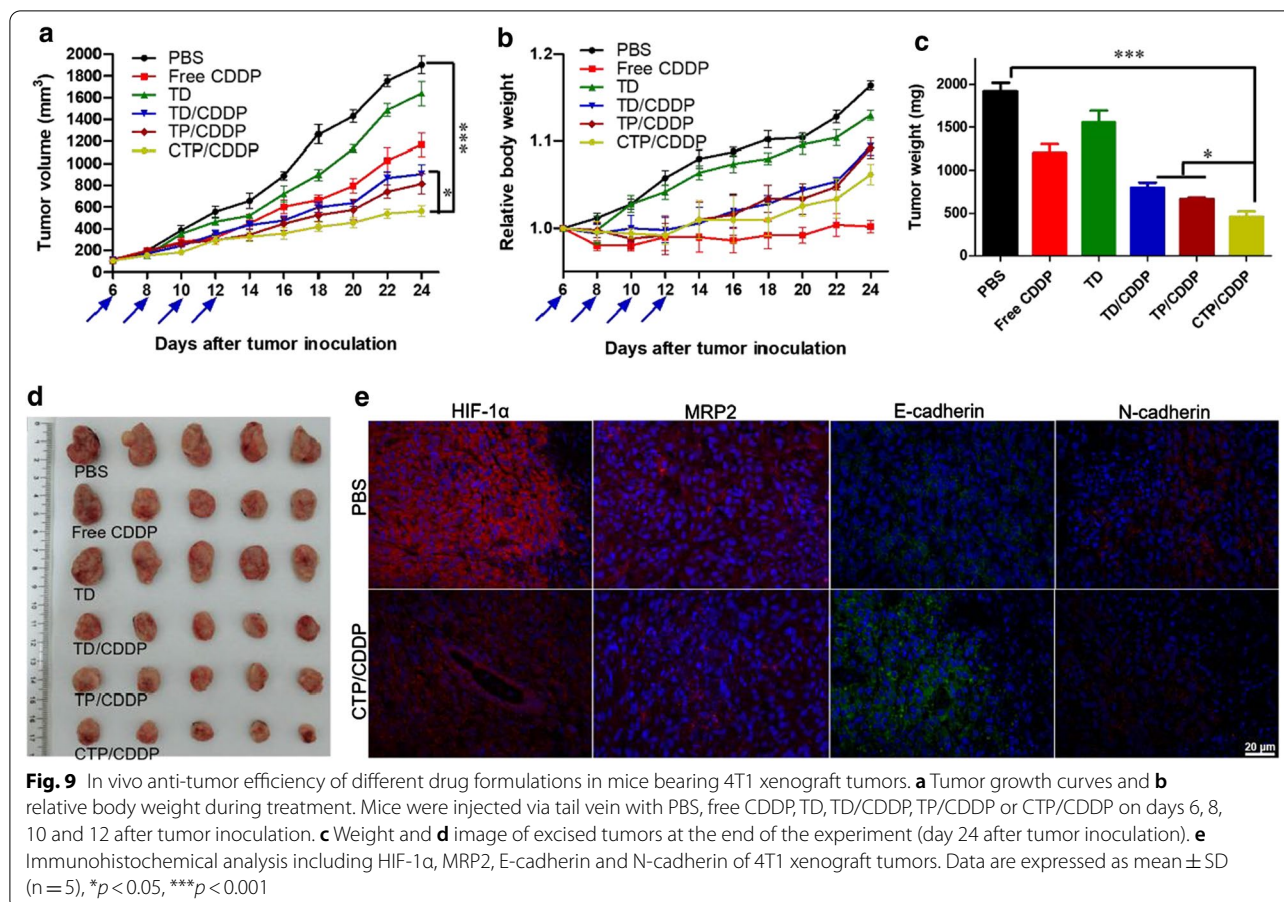 a
Tumor volume (mm³)
2000
1800
1600
1400
1200
1000
800
600
400
200
0
PBS
Free CDDP
TD
TD/CDDP
TP/CDDP
CTP/CDDP
***
*
6 8 10 12 14 16 18 20 22 24
Days after tumor inoculation
b
Relative body weight
1.2
1.1
1.0
PBS
Free CDDP
TD
TD/CDDP
TP/CDDP
CTP/CDDP
6 8 10 12 14 16 18 20 22 24
Days after tumor inoculation
c
Tumor weight (mg)
2000
1500
1000
500
0
***
*
PBS
Free CDDP
TD
TD/CDDP
TP/CDDP
CTP/CDDP
d
PBS
Free CDDP
TD
TD/CDDP
TP/CDDP
CTP/CDDP
e
HIF-1α MRP2 E-cadherin N-cadherin
PBS
CTP/CDDP
20 μm
Fig. 9 In vivo anti-tumor efficiency of different drug formulations in mice bearing 4T1 xenograft tumors. a Tumor growth curves and b
relative body weight during treatment. Mice were injected via tail vein with PBS, free CDDP, TD, TD/CDDP, TP/CDDP or CTP/CDDP on days 6, 8,
10 and 12 after tumor inoculation. c Weight and d image of excised tumors at the end of the experiment (day 24 after tumor inoculation). e
Immunohistochemical analysis including HIF-1α, MRP2, E-cadherin and N-cadherin of 4T1 xenograft tumors. Data are expressed as mean ± SD
(n = 5), *p < 0.05, ***p < 0.001